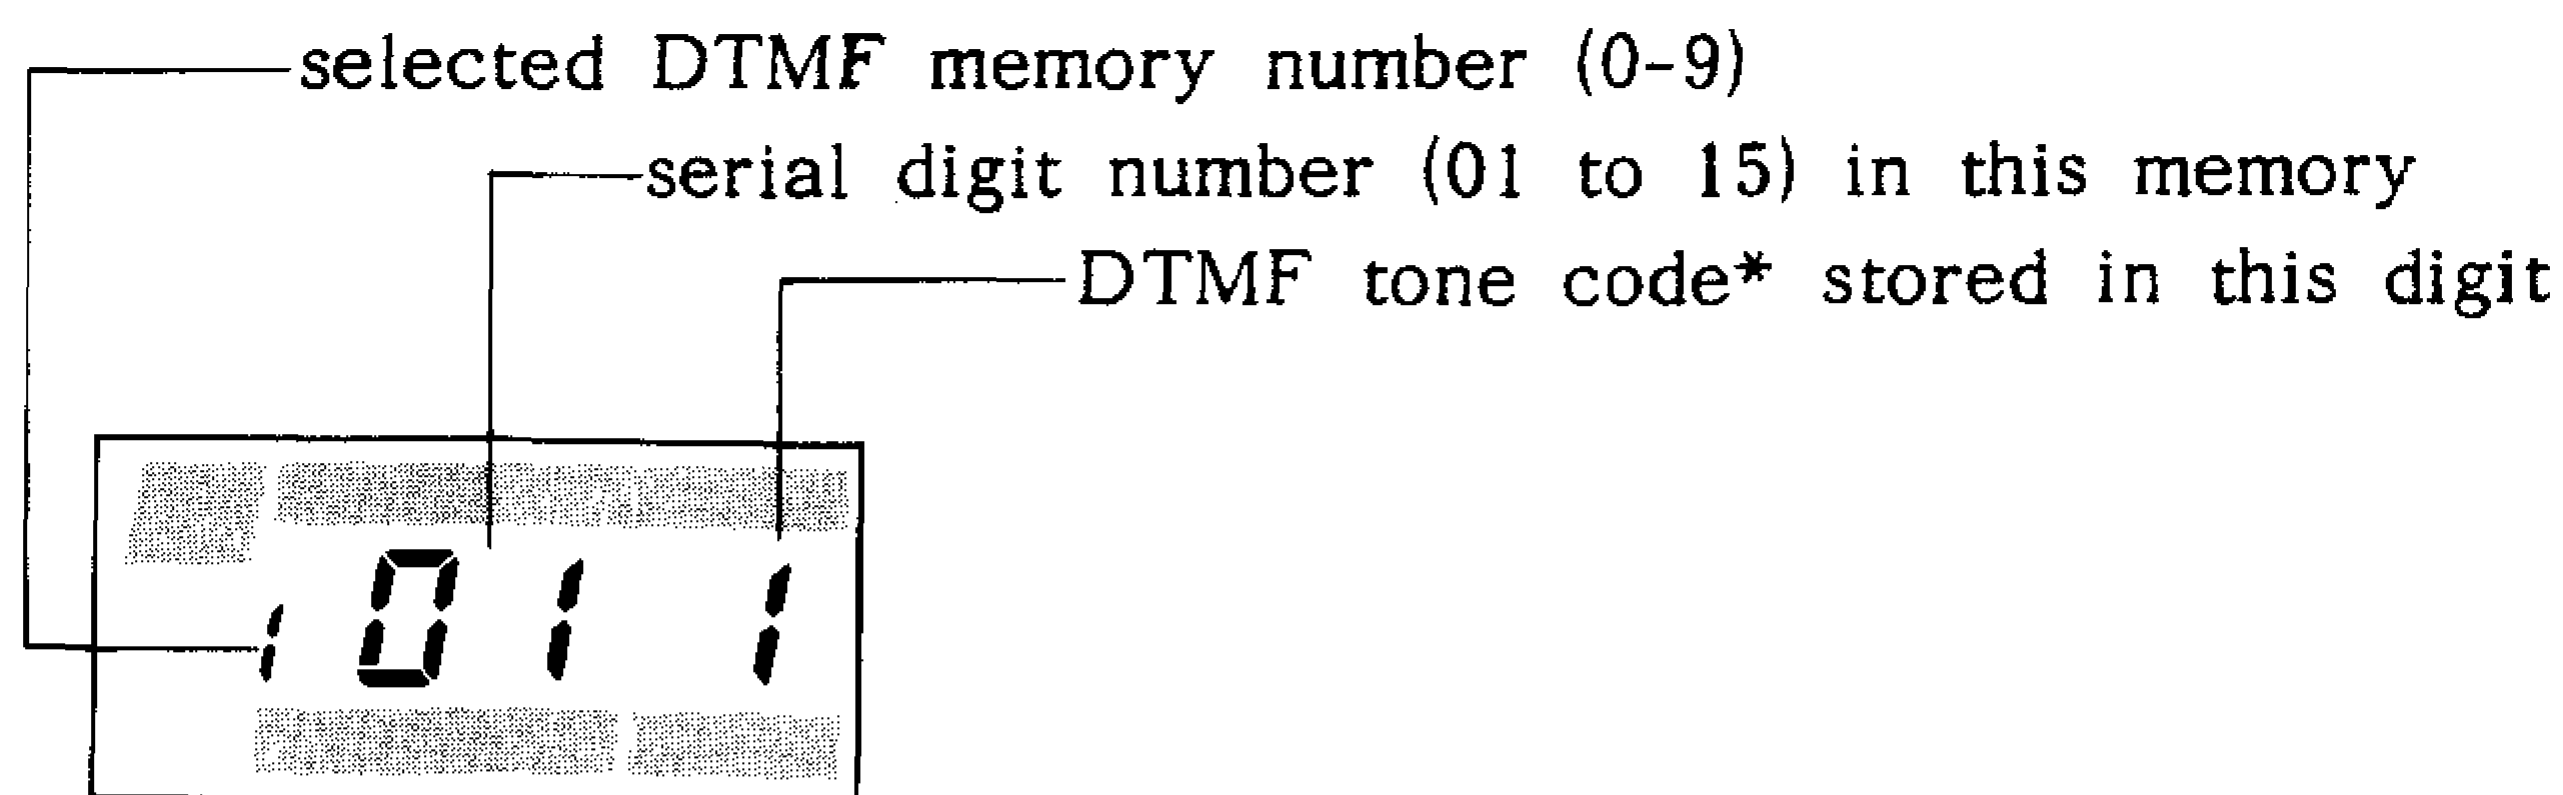 selected DTMF memory number (0-9)
serial digit number (01 to 15) in this memory
DTMF tone code* stored in this digit
1 01 1